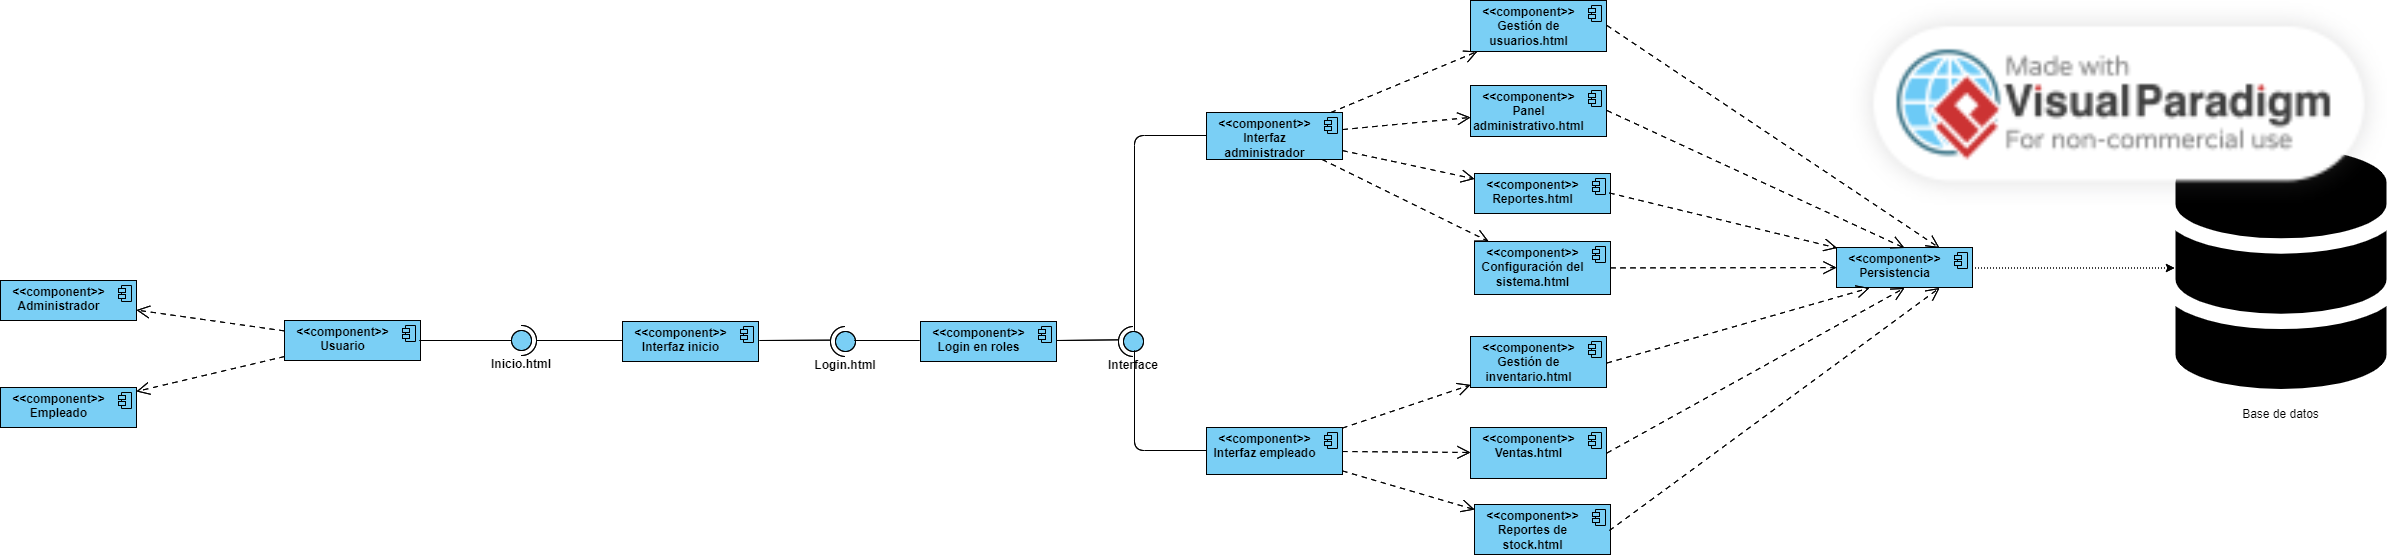 <<component>>
Administrador
<<component>>
Empleado
<<component>>
Usuario
Inicio.html
<<component>>
Interfaz inicio
Login.html
<<component>>
Login en roles
Interface
<<component>>
Interfaz
administrador
<<component>>
Interfaz empleado
<<component>>
Gestión de
usuarios.html
<<component>>
Panel
administrativo.html
<<component>>
Reportes.html
<<component>>
Configuración del
sistema.html
<<component>>
Gestión de
inventario.html
<<component>>
Ventas.html
<<component>>
Reportes de
stock.html
<<component>>
Persistencia
Made with
Visual Paradigm
For non-commercial use
Base de datos